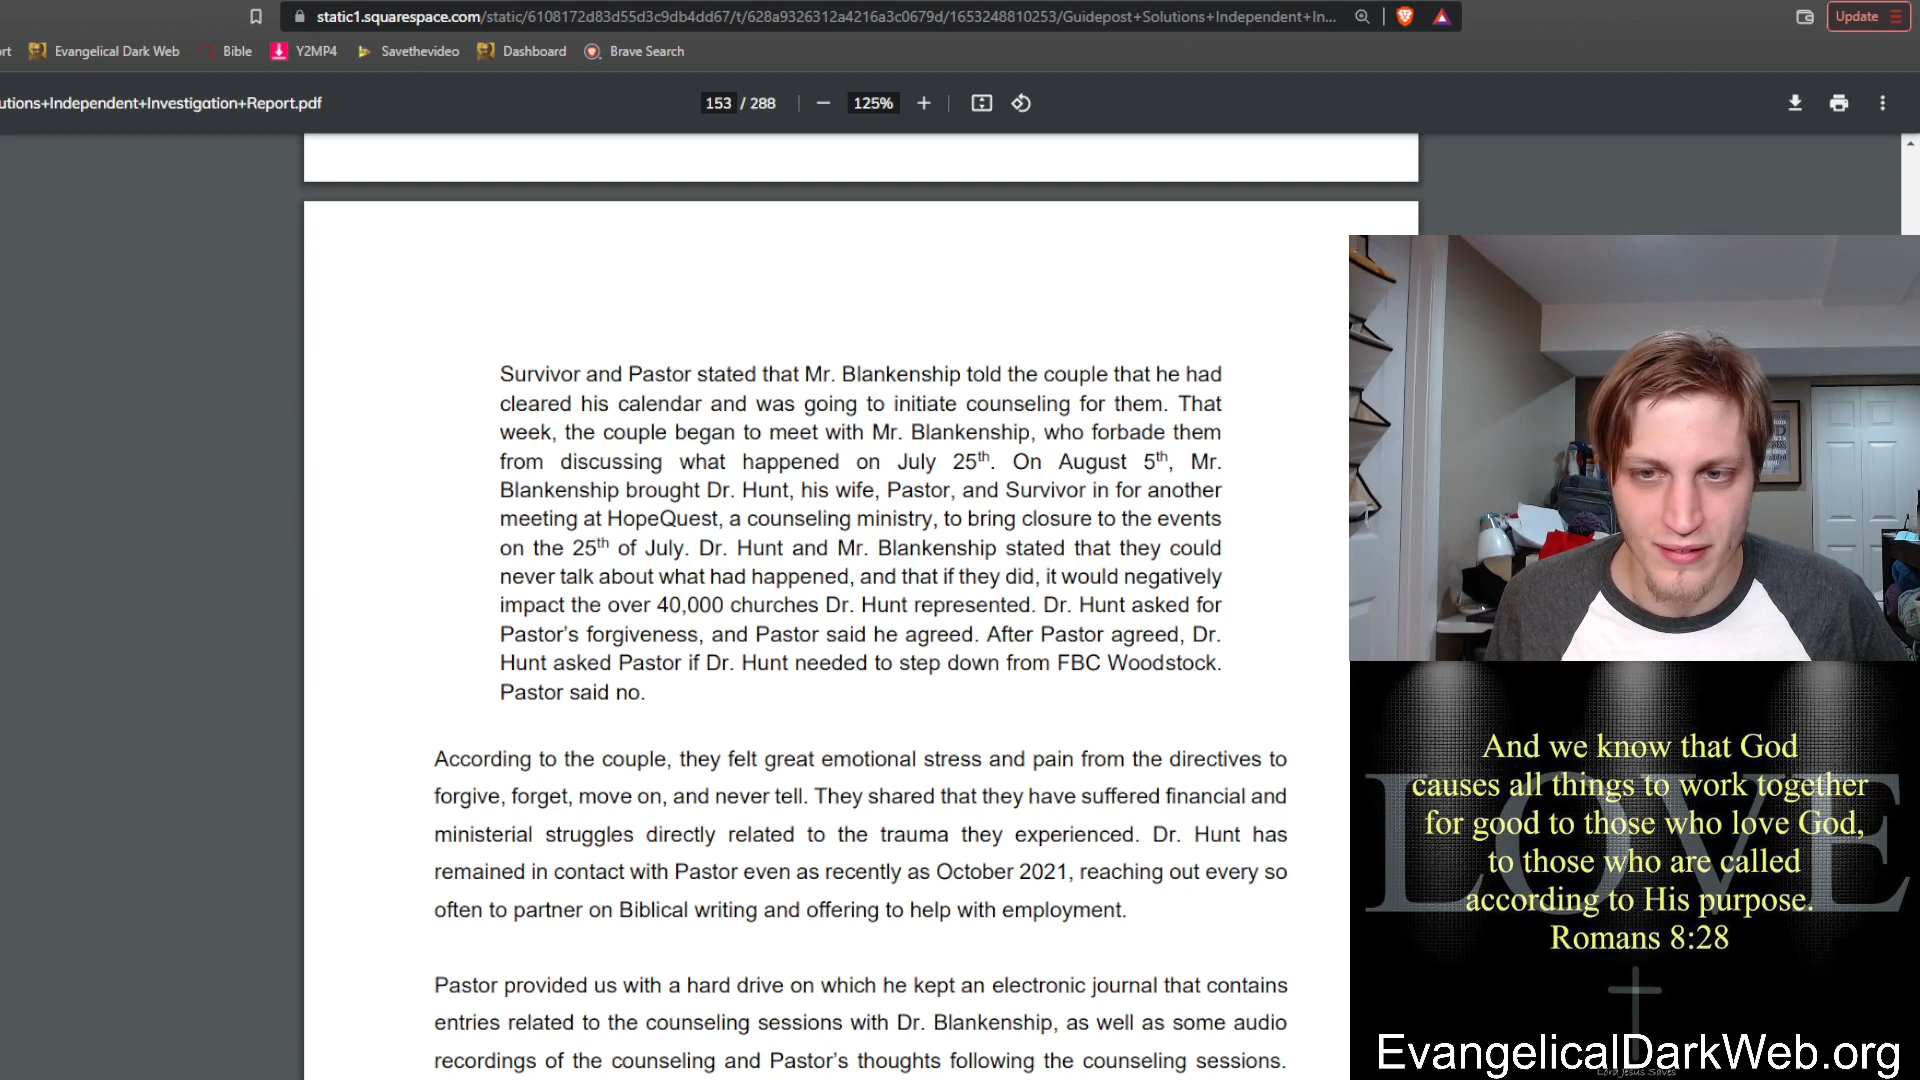 static1.squarespace.com/static/6108172d83d55d3c9db4dd67/t/628a9326312a4216a3c0679d/1653248810253/Guidepost+Solutions+Independent+In...
Update
rt
Evangelical Dark Web
Bible
Y2MP4
Savethevideo
Dashboard
Brave Search
utions+Independent+Investigation+Report.pdf
153 / 288
125%
Survivor and Pastor stated that Mr. Blankenship told the couple that he had
cleared his calendar and was going to initiate counseling for them. That
week, the couple began to meet with Mr. Blankenship, who forbade them
from discussing what happened on July 25th. On August 5th, Mr.
Blankenship brought Dr. Hunt, his wife, Pastor, and Survivor in for another
meeting at HopeQuest, a counseling ministry, to bring closure to the events
on the 25th of July. Dr. Hunt and Mr. Blankenship stated that they could
never talk about what had happened, and that if they did, it would negatively
impact the over 40,000 churches Dr. Hunt represented. Dr. Hunt asked for
Pastor's forgiveness, and Pastor said he agreed. After Pastor agreed, Dr.
Hunt asked Pastor if Dr. Hunt needed to step down from FBC Woodstock.
Pastor said no.
According to the couple, they felt great emotional stress and pain from the directives to
forgive, forget, move on, and never tell. They shared that they have suffered financial and
ministerial struggles directly related to the trauma they experienced. Dr. Hunt has
remained in contact with Pastor even as recently as October 2021, reaching out every so
often to partner on Biblical writing and offering to help with employment.
Pastor provided us with a hard drive on which he kept an electronic journal that contains
entries related to the counseling sessions with Dr. Blankenship, as well as some audio
recordings of the counseling and Pastor's thoughts following the counseling sessions.
LOVE
And we know that God
causes all things to work together
for good to those who love God,
to those who are called
according to His purpose.
Romans 8:28
EvangelicalDarkWeb.org
Lord Jesus Saves